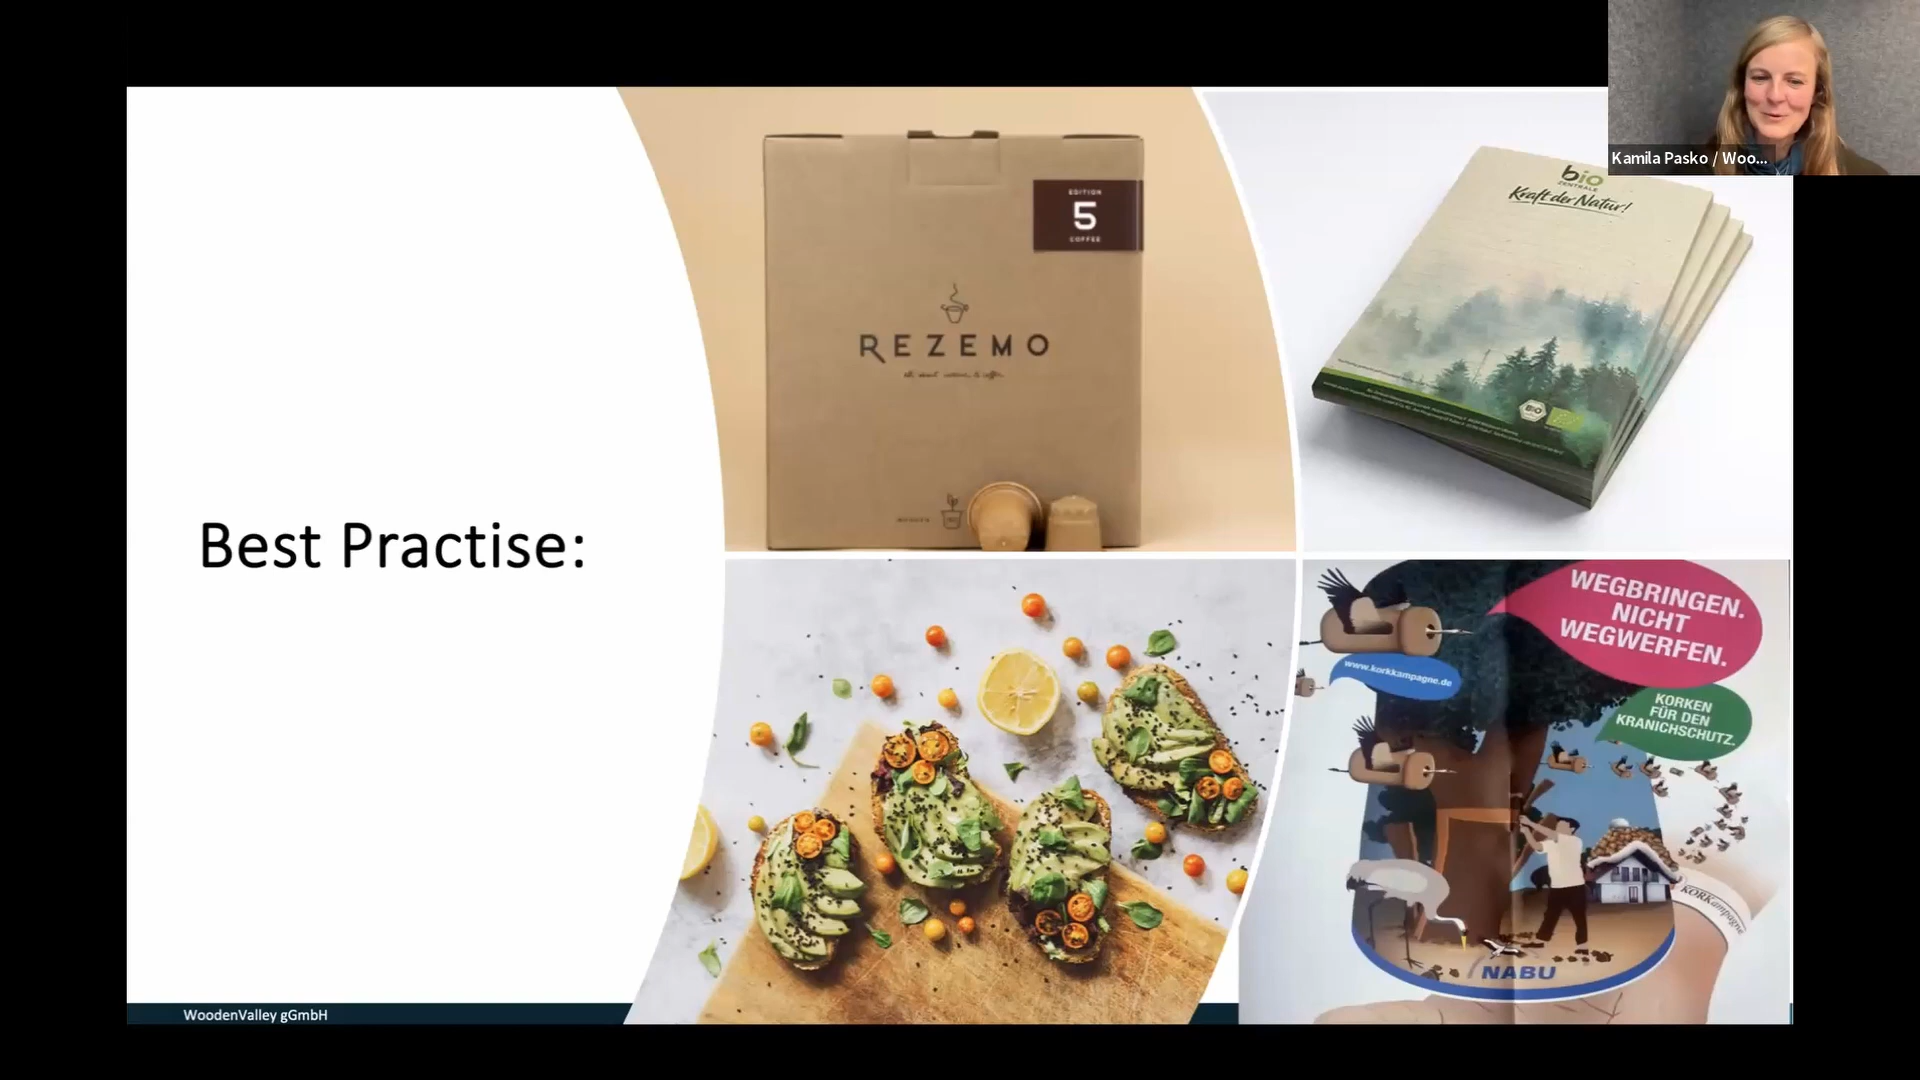 Kamila Pasko / Woo...
Best Practise:
EDITION
5
COFFEE
REZEMO
bio
ZENTRALE
Kraft der Natur!
BIO
WEGBRINGEN.
NICHT
WEGWERFEN.
www.korkkampagne.de
KORKEN
FÜR DEN
KRANICHSCHUTZ.
KORKampagne
NABU
WoodenValley gGmbH